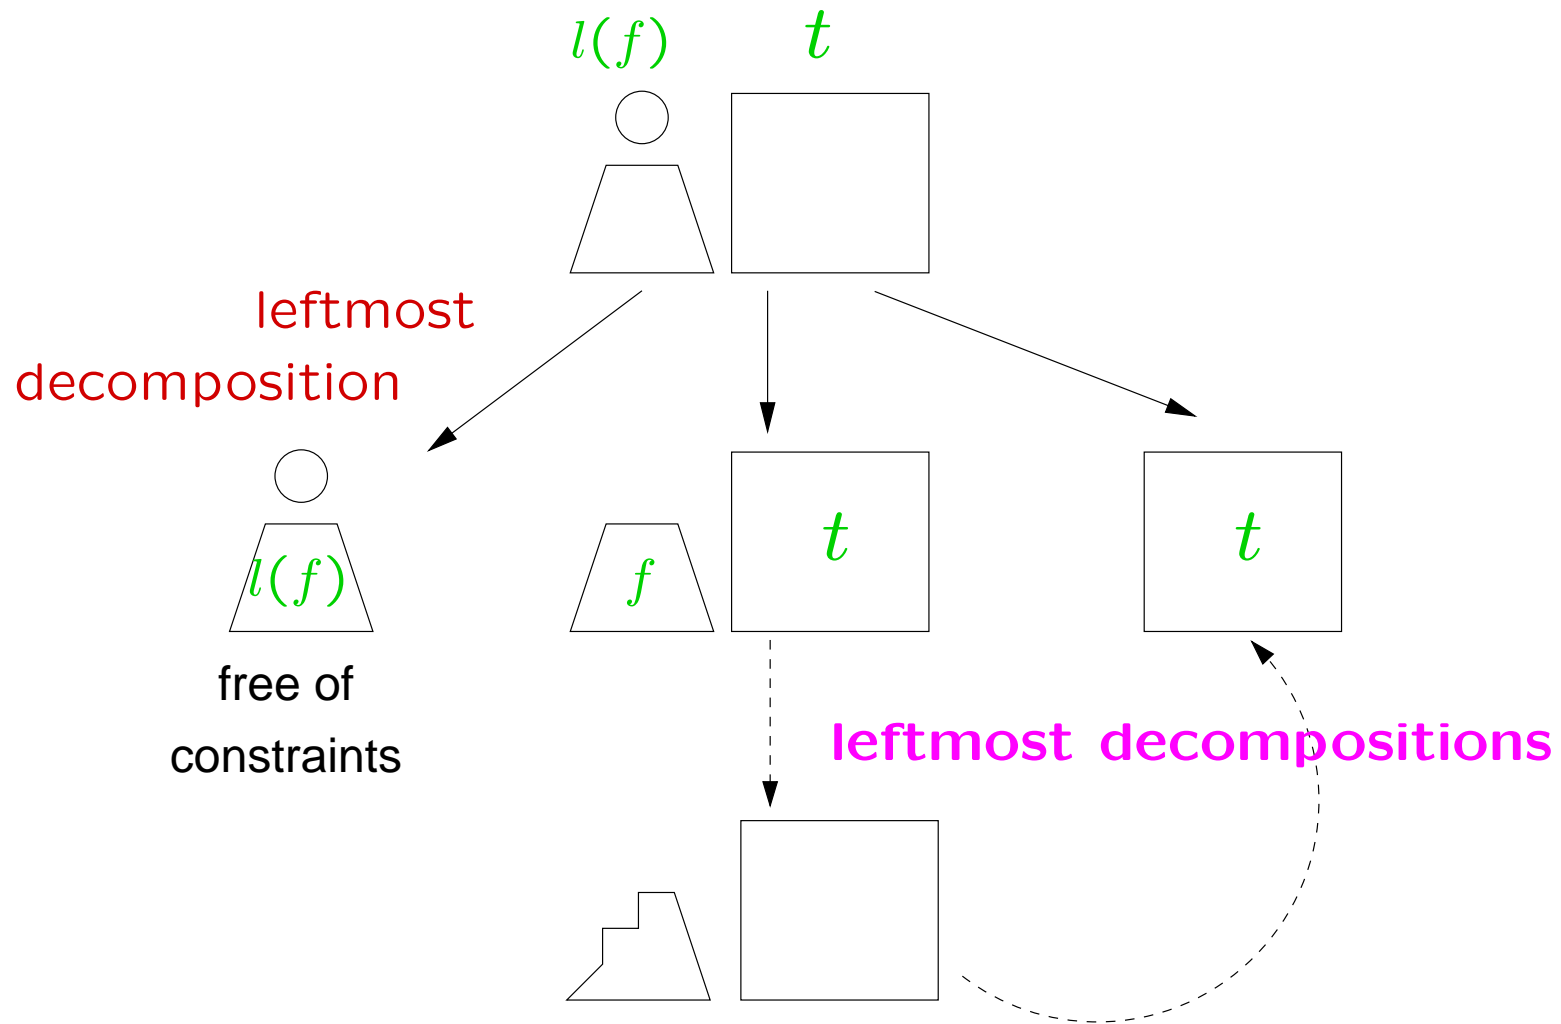 l(f) t
leftmost
decomposition
t
t
l(f)
f
free of
constraints
leftmost decompositions